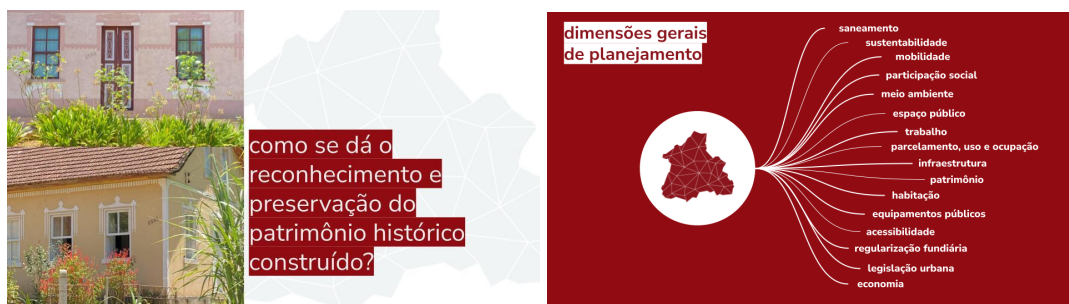 como se dá o
reconhecimento e
preservação do
patrimônio histórico
construído?
dimensões gerais
de planejamento
saneamento
sustentabilidade
mobilidade
participação social
meio ambiente
espaço público
trabalho
parcelamento, uso e ocupação
infraestrutura
patrimônio
habitação
equipamentos públicos
acessibilidade
regularização fundiária
legislação urbana
economia